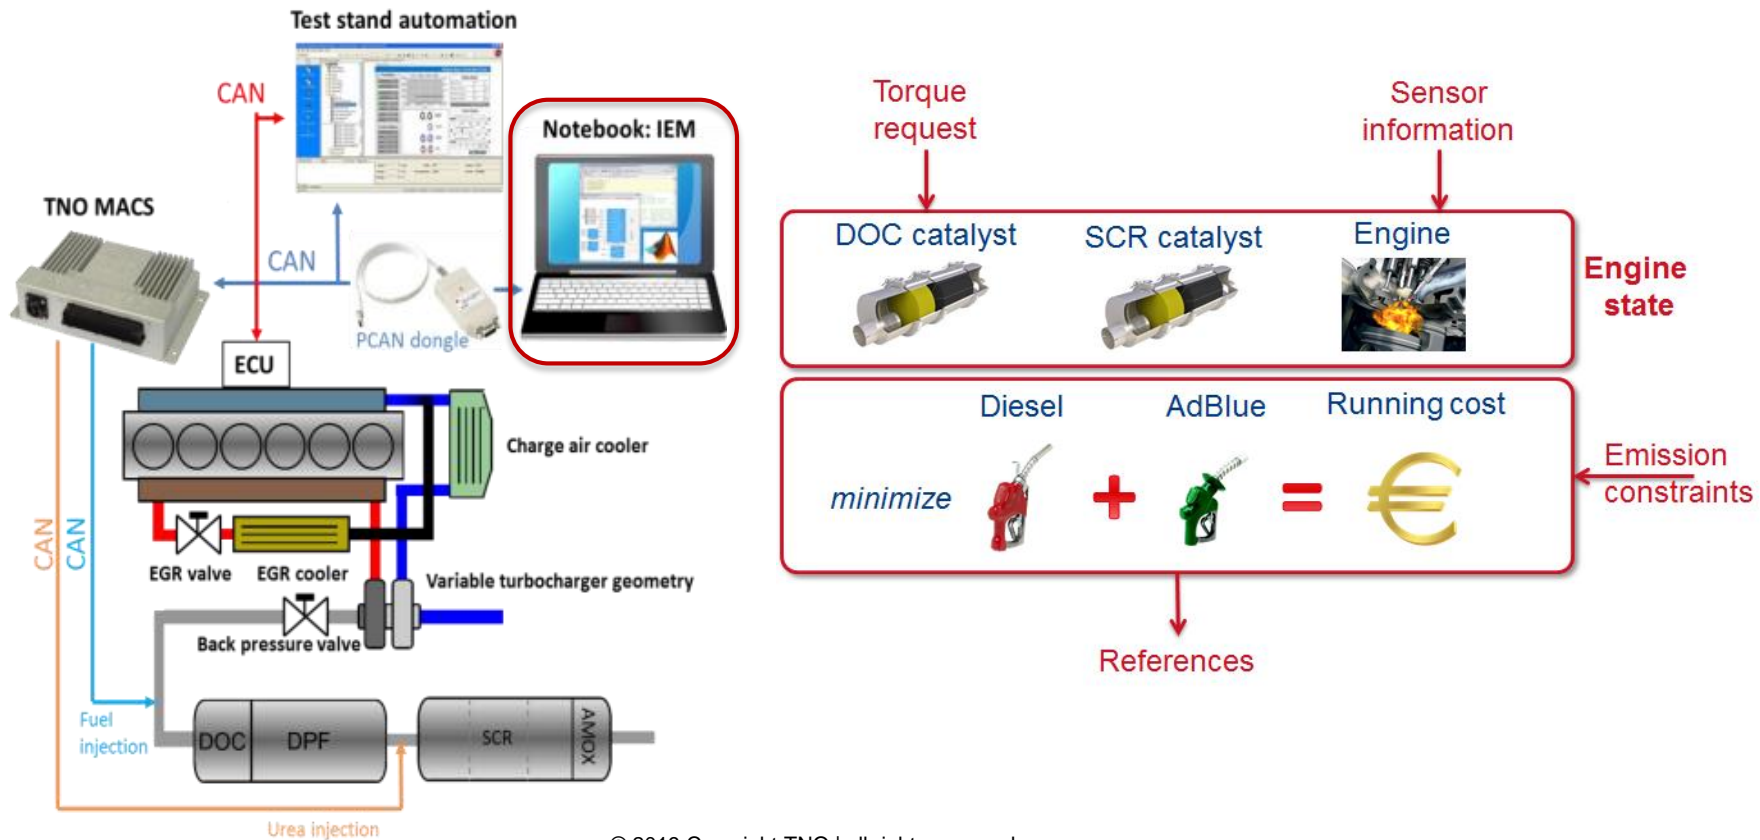 Test stand automation
CAN
Notebook: IEM
TNO MACS
CAN
PCAN dongle
ECU
Charge air cooler
CAN
CAN
EGR valve
EGR cooler
Variable turbocharger geometry
Back pressure valve
Fuel
injection
DOC
DPF
SCR
AMOX
Urea injection
Torque
request
Sensor
information
DOC catalyst
SCR catalyst
Engine
Engine
state
Diesel
AdBlue
Running cost
minimize
+
=
€
Emission
constraints
References